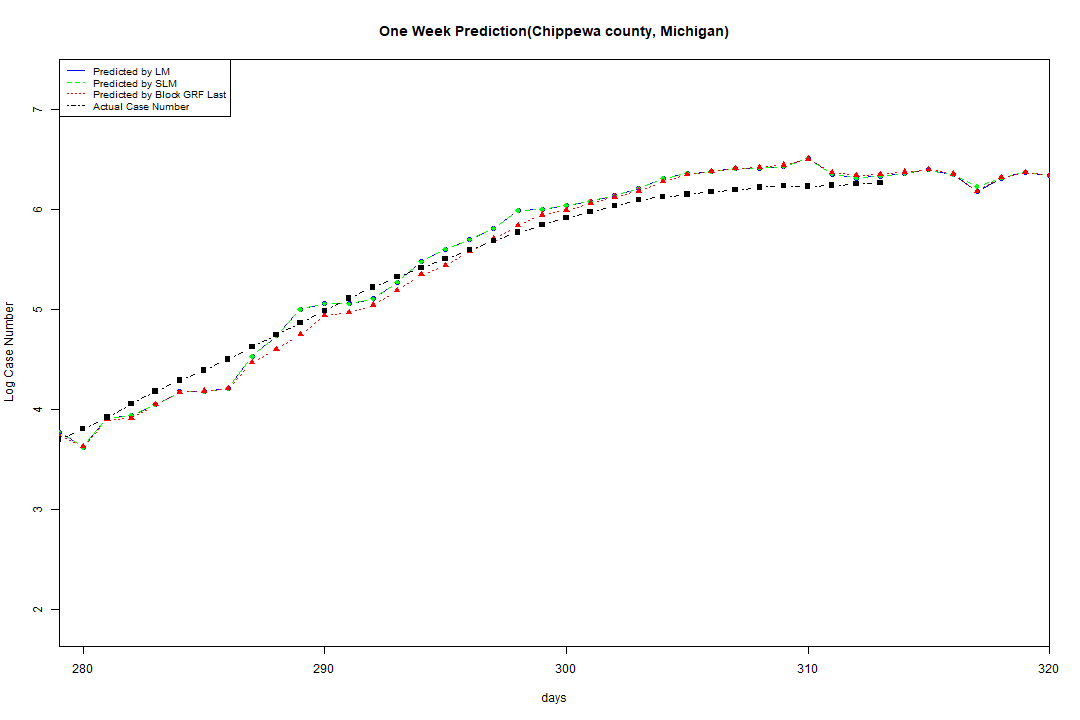 One Week Prediction(Chippewa county, Michigan)
Predicted by LM
Predicted by SLM
Predicted by Block GRF Last
Actual Case Number
7
6
5
4
3
2
Log Case Number
280 290 300 310 320
days